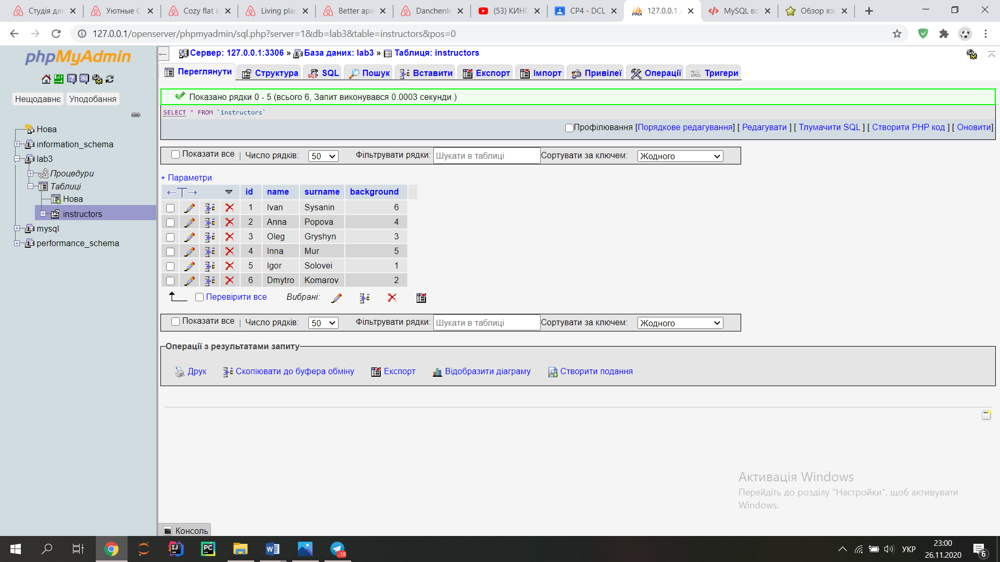 Студія для
Уютные С
Cozy flat i
Living pla
Better apa
Danchenk
(53) КИНО
СР4 - DCL
127.0.0.1 /
MySQL вс
Обзор яз
127.0.0.1/openserver/phpmyadmin/sql.php?server=1&db=lab3&table=instructors&pos=0
phpMyAdmin
Нещодавнє Уподобання
Нова
information_schema
lab3
Процедури
Таблиці
Нова
instructors
mysql
performance_schema
Сервер: 127.0.0.1:3306 » База даних: lab3 » Таблиця: instructors
Переглянути Структура SQL Пошук Вставити Експорт Імпорт Привілеї Операції Тригери
Показано рядки 0 - 5 (всього 6, Запит виконувався 0.0003 секунди.)
SELECT * FROM `instructors`
Профілювання [Порядкове редагування] [ Редагувати ] [ Тлумачити SQL ] [ Створити PHP код ] [ Оновити]
Показати все | Число рядків: 50 Фільтрувати рядки: Шукати в таблиці Сортувати за ключем: Жодного
+ Параметри
id name surname background
1 Ivan Sysanin 6
2 Anna Popova 4
3 Oleg Gryshyn 3
4 Inna Mur 5
5 Igor Solovei 1
6 Dmytro Komarov 2
Перевірити все Вибрані:
Показати все | Число рядків: 50 Фільтрувати рядки: Шукати в таблиці Сортувати за ключем: Жодного
Операції з результатами запиту
Друк Скопіювати до буфера обміну Експорт Відобразити діаграму Створити подання
Активація Windows
Перейдіть до розділу "Настройки", щоб активувати
Windows.
Консоль
УКР
23:00
26.11.2020
6